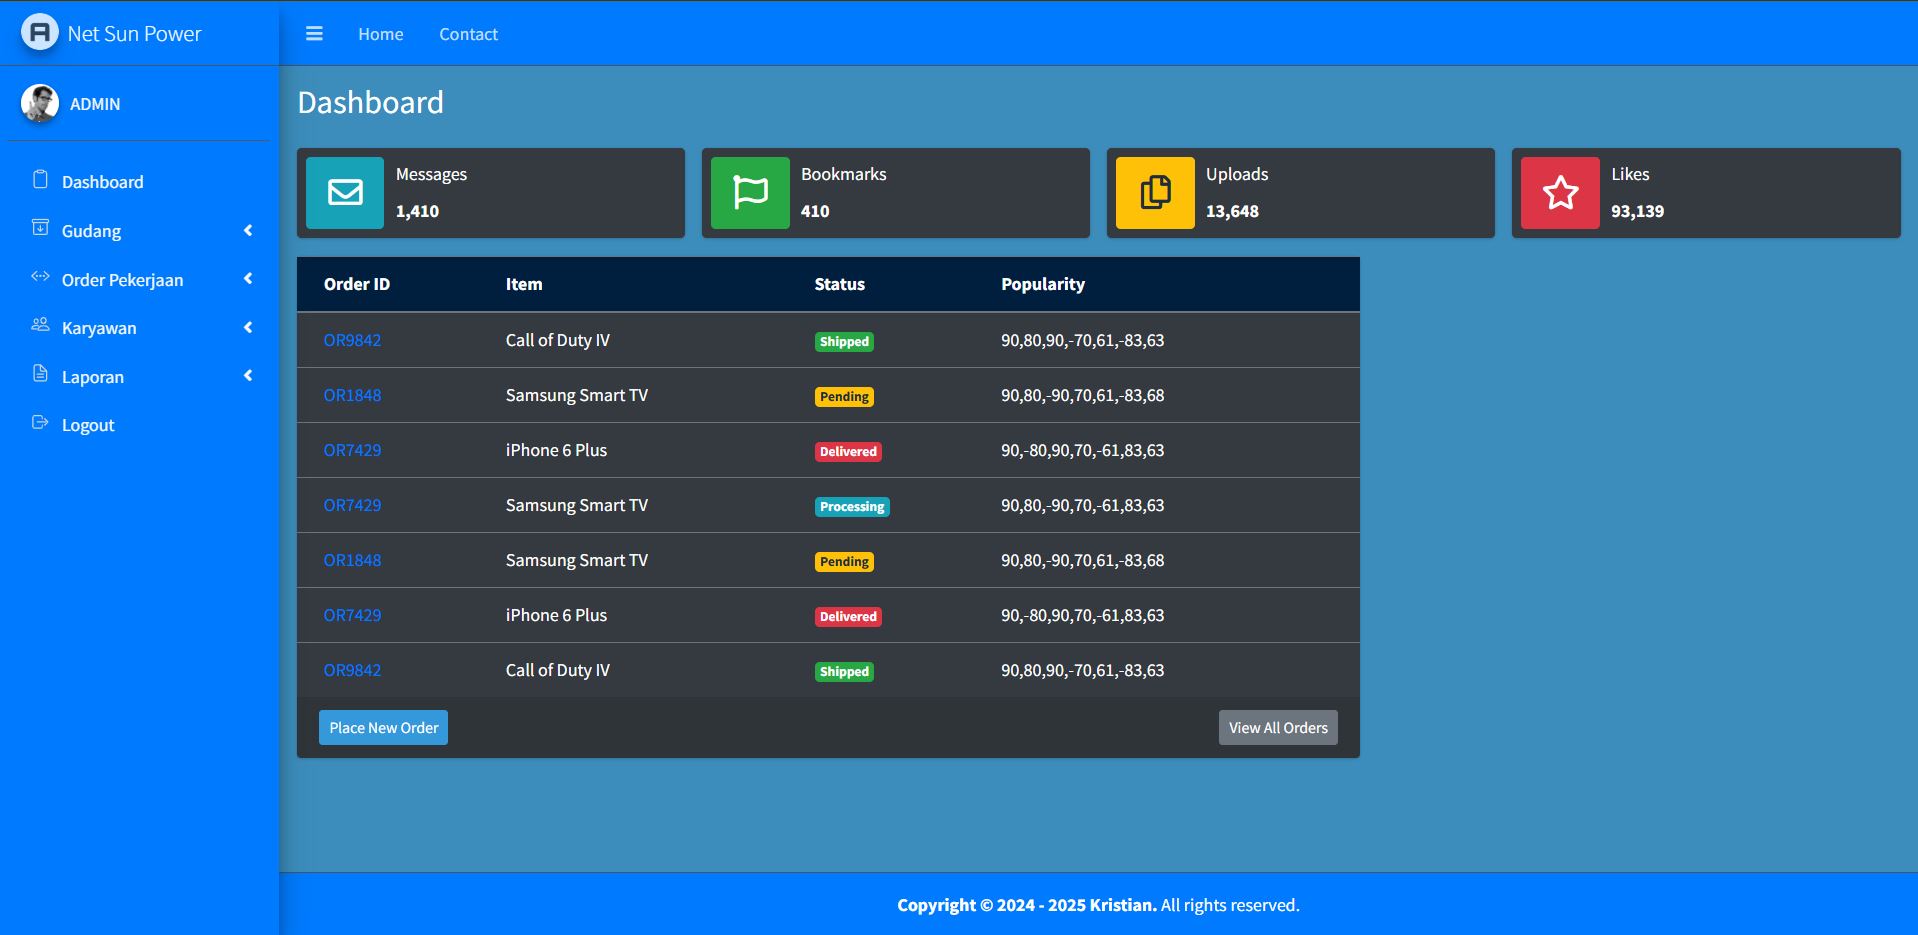 Net Sun Power
Home Contact
ADMIN
Dashboard
Gudang
Order Pekerjaan
Karyawan
Laporan
Logout
Dashboard
Messages
1,410
Bookmarks
410
Uploads
13,648
Likes
93,139
Order ID Item Status Popularity
OR9842 Call of Duty IV Shipped 90,80,90,-70,61,-83,63
OR1848 Samsung Smart TV Pending 90,80,-90,70,61,-83,68
OR7429 iPhone 6 Plus Delivered 90,-80,90,70,-61,83,63
OR7429 Samsung Smart TV Processing 90,80,-90,70,-61,83,63
OR1848 Samsung Smart TV Pending 90,80,-90,70,61,-83,68
OR7429 iPhone 6 Plus Delivered 90,-80,90,70,-61,83,63
OR9842 Call of Duty IV Shipped 90,80,90,-70,61,-83,63
Place New Order View All Orders
Copyright © 2024 - 2025 Kristian. All rights reserved.